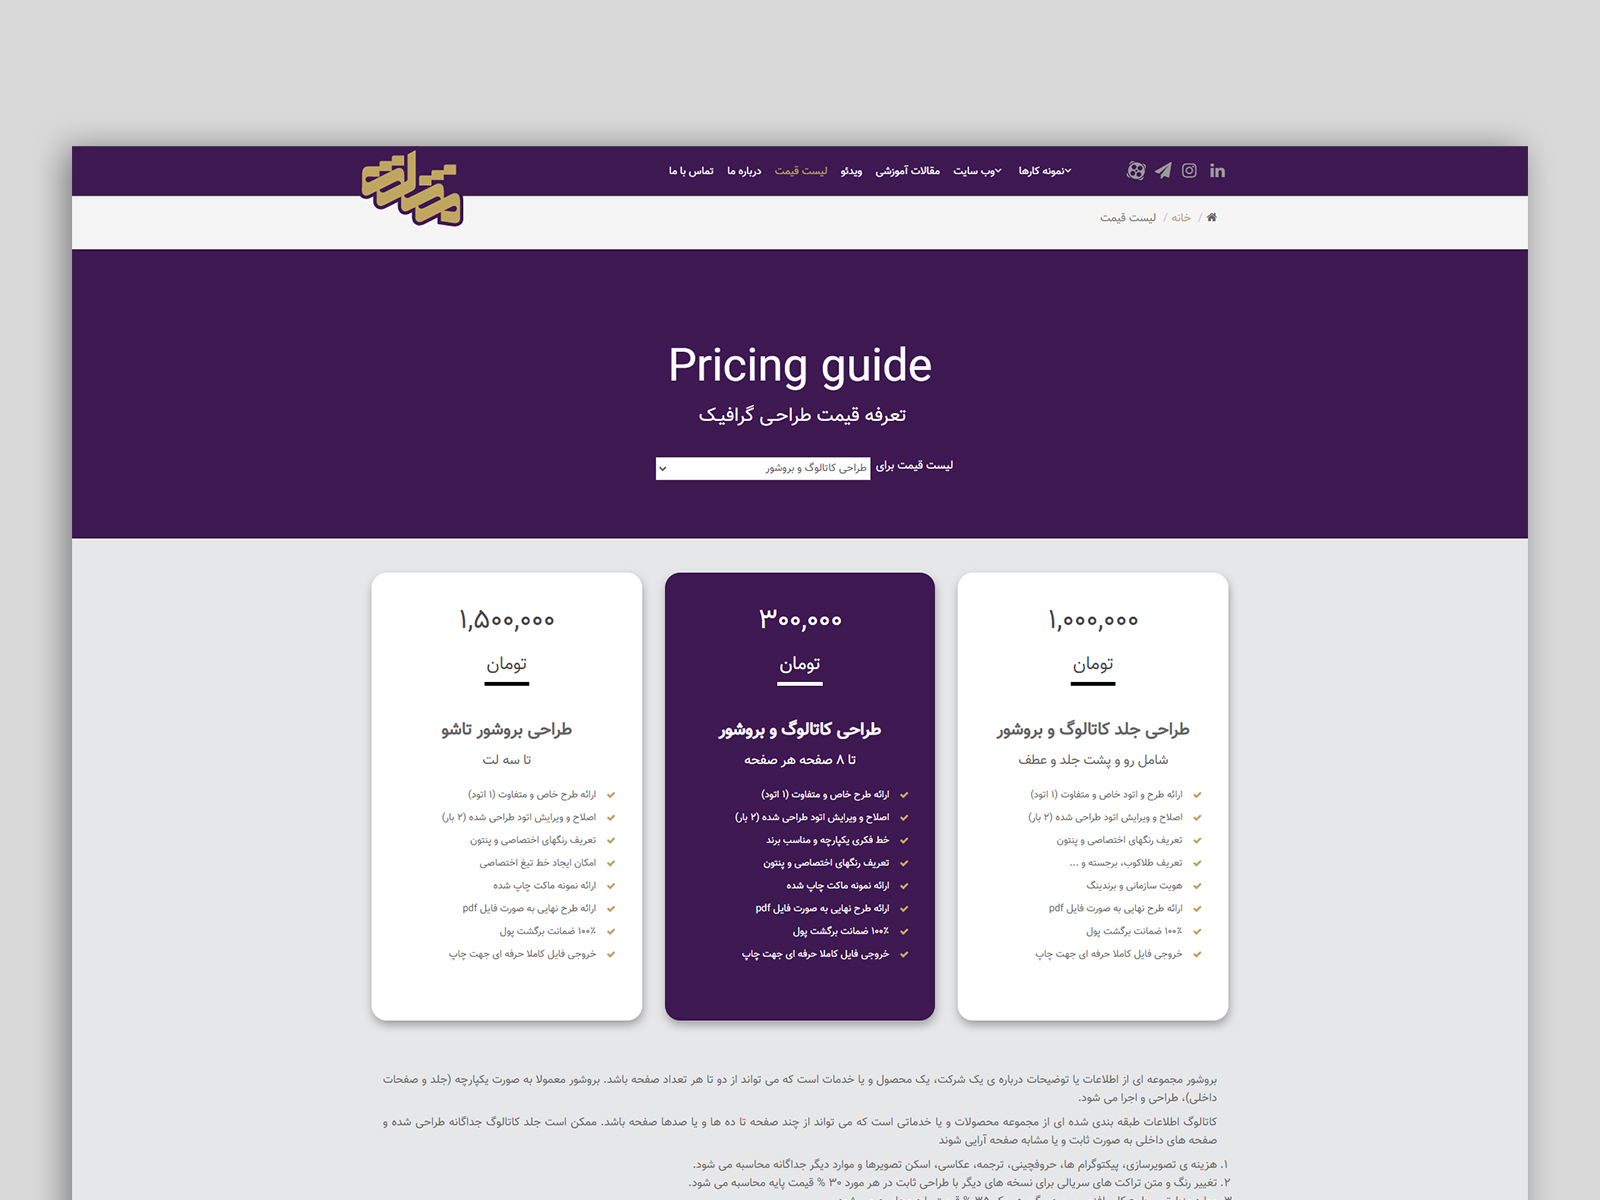 نمونه کارها
وب سایت
مقالات آموزشی
ویدئو
لیست قیمت
درباره ما
تماس با ما
خانه / لیست قیمت
Pricing guide
تعرفه قیمت طراحی گرافیک
لیست قیمت برای
طراحی کاتالوگ و بروشور
۱,۰۰۰,۰۰۰
تومان
طراحی جلد کاتالوگ و بروشور
شامل رو و پشت جلد و عطف
ارائه طرح و اتود خاص و متفاوت (۱ اتود)
اصلاح و ویرایش اتود طراحی شده (۲ بار)
تعریف رنگهای اختصاصی و پنتون
تعریف طلاکوب، برجسته و ...
هویت سازمانی و برندینگ
ارائه طرح نهایی به صورت فایل pdf
۱۰۰٪ ضمانت برگشت پول
خروجی فایل کاملا حرفه ای جهت چاپ
۳۰۰,۰۰۰
تومان
طراحی کاتالوگ و بروشور
تا ۸ صفحه هر صفحه
ارائه طرح خاص و متفاوت (۱ اتود)
اصلاح و ویرایش اتود طراحی شده (۲ بار)
خط فکری یکپارچه و مناسب برند
تعریف رنگهای اختصاصی و پنتون
ارائه نمونه ماکت چاپ شده
ارائه طرح نهایی به صورت فایل pdf
۱۰۰٪ ضمانت برگشت پول
خروجی فایل کاملا حرفه ای جهت چاپ
۱,۵۰۰,۰۰۰
تومان
طراحی بروشور تاشو
تا سه لت
ارائه طرح خاص و متفاوت (۱ اتود)
اصلاح و ویرایش اتود طراحی شده (۲ بار)
تعریف رنگهای اختصاصی و پنتون
امکان ایجاد خط تیغ اختصاصی
ارائه نمونه ماکت چاپ شده
ارائه طرح نهایی به صورت فایل pdf
۱۰۰٪ ضمانت برگشت پول
خروجی فایل کاملا حرفه ای جهت چاپ
بروشور مجموعه ای از اطلاعات یا توضیحات درباره ی یک شرکت، یک محصول و یا خدمات است که می تواند از دو تا هر تعداد صفحه باشد. بروشور معمولا به صورت یکپارچه (جلد و صفحات
داخلی)، طراحی و اجرا می شود.
کاتالوگ اطلاعات طبقه بندی شده ای از مجموعه محصولات و یا خدماتی است که می تواند از چند صفحه تا ده ها و یا صدها صفحه باشد. ممکن است جلد کاتالوگ جداگانه طراحی شده و
صفحه های داخلی به صورت ثابت و یا مشابه صفحه آرایی شوند
۱. هزینه ی تصویرسازی، پیکتوگرام ها، حروفچینی، ترجمه، عکاسی، اسکن تصویرها و موارد دیگر جداگانه محاسبه می شود.
۲. تغییر رنگ و متن تراکت های سریالی برای نسخه های دیگر با طراحی ثابت در هر مورد ۳۰ % قیمت پایه محاسبه می شود.